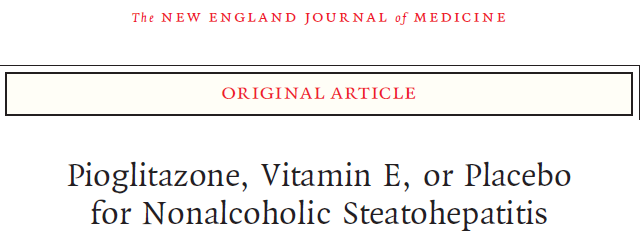 The NEW ENGLAND JOURNAL of MEDICINE
ORIGINAL ARTICLE
Pioglitazone, Vitamin E, or Placebo
for Nonalcoholic Steatohepatitis